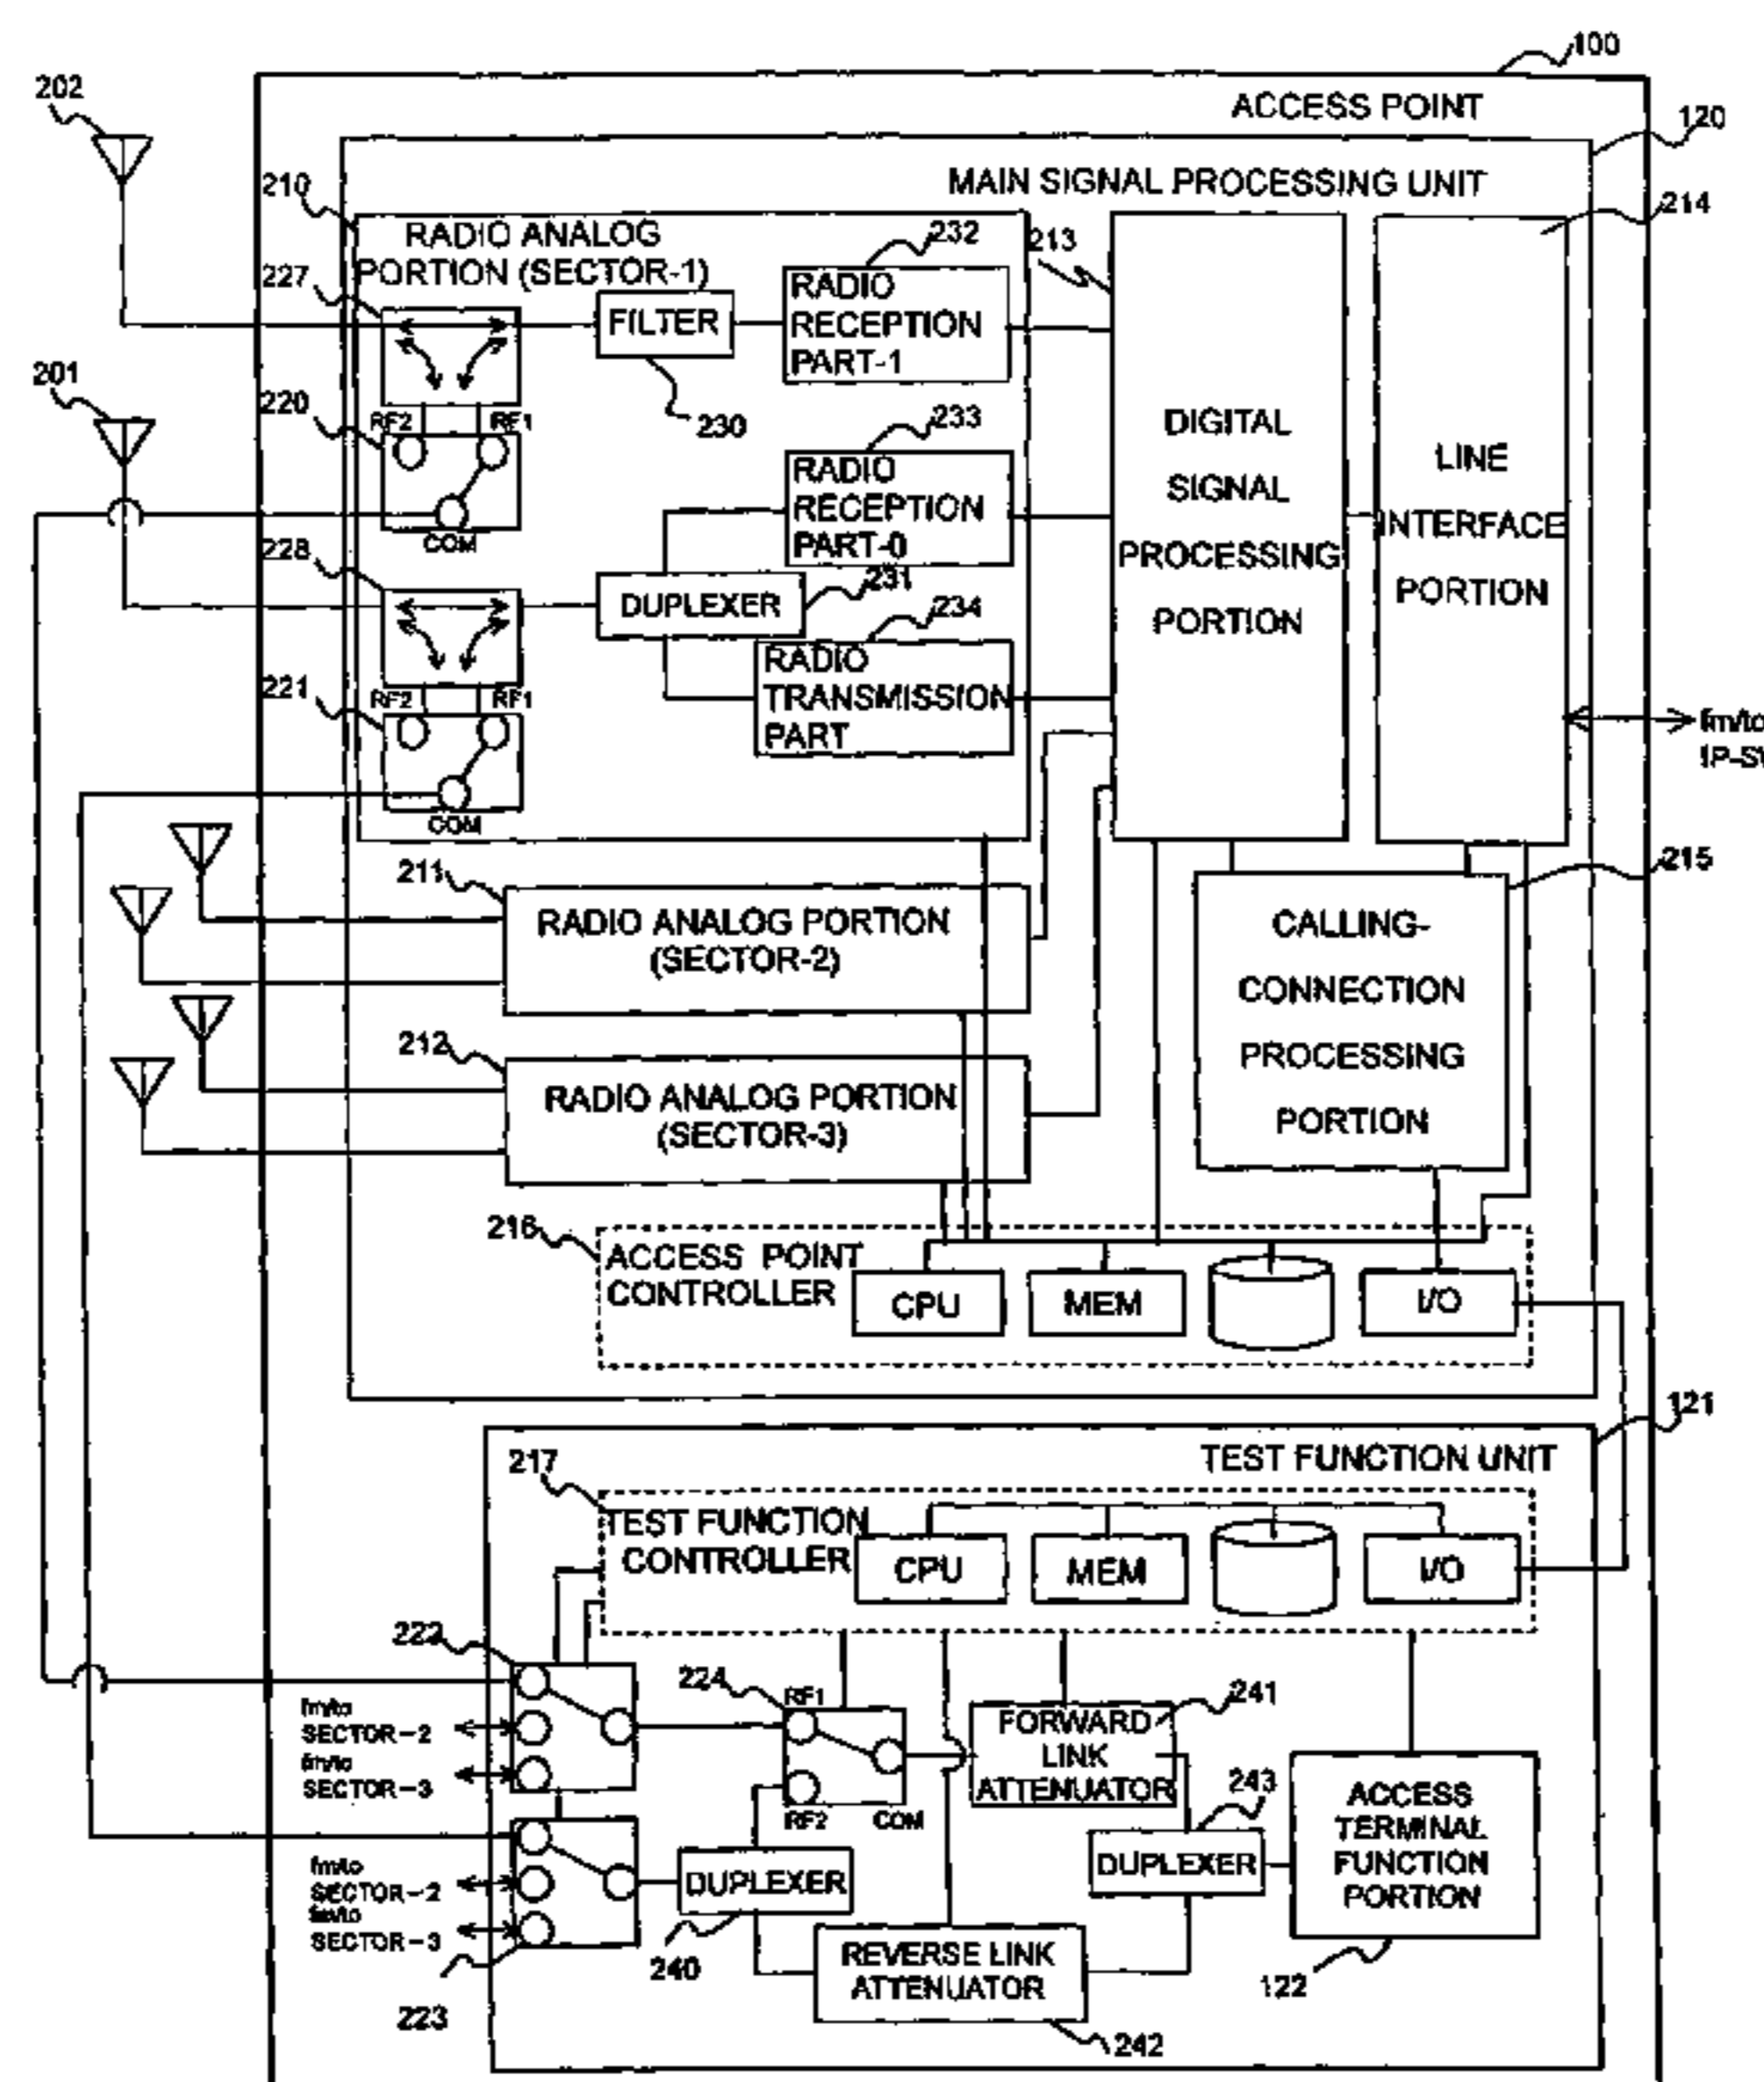 100
ACCESS POINT
202
120
MAIN SIGNAL PROCESSING UNIT
210
214
RADIO ANALOG
PORTION (SECTOR-1)
232
213
227
FILTER
230
RADIO
RECEPTION
PART-1
201
220
RF2
RF1
COM
233
RADIO
RECEPTION
PART-0
DIGITAL
SIGNAL
PROCESSING
PORTION
LINE
INTERFACE
PORTION
228
DUPLEXER
231
234
RADIO
TRANSMISSION
PART
221
RF2
RF1
COM
fm/to
211
RADIO ANALOG PORTION
(SECTOR-2)
215
CALLING-
CONNECTION
PROCESSING
PORTION
212
RADIO ANALOG PORTION
(SECTOR-3)
216
ACCESS POINT
CONTROLLER
CPU
MEM
I/O
121
TEST FUNCTION UNIT
217
TEST FUNCTION
CONTROLLER
CPU
MEM
I/O
222
fm/to
SECTOR-2
fm/to
SECTOR-3
224
RF1
RF2
COM
241
FORWARD
LINK
ATTENUATOR
243
DUPLEXER
ACCESS
TERMINAL
FUNCTION
PORTION
122
fm/to
SECTOR-2
fm/to
SECTOR-3
223
DUPLEXER
240
REVERSE LINK
ATTENUATOR
242